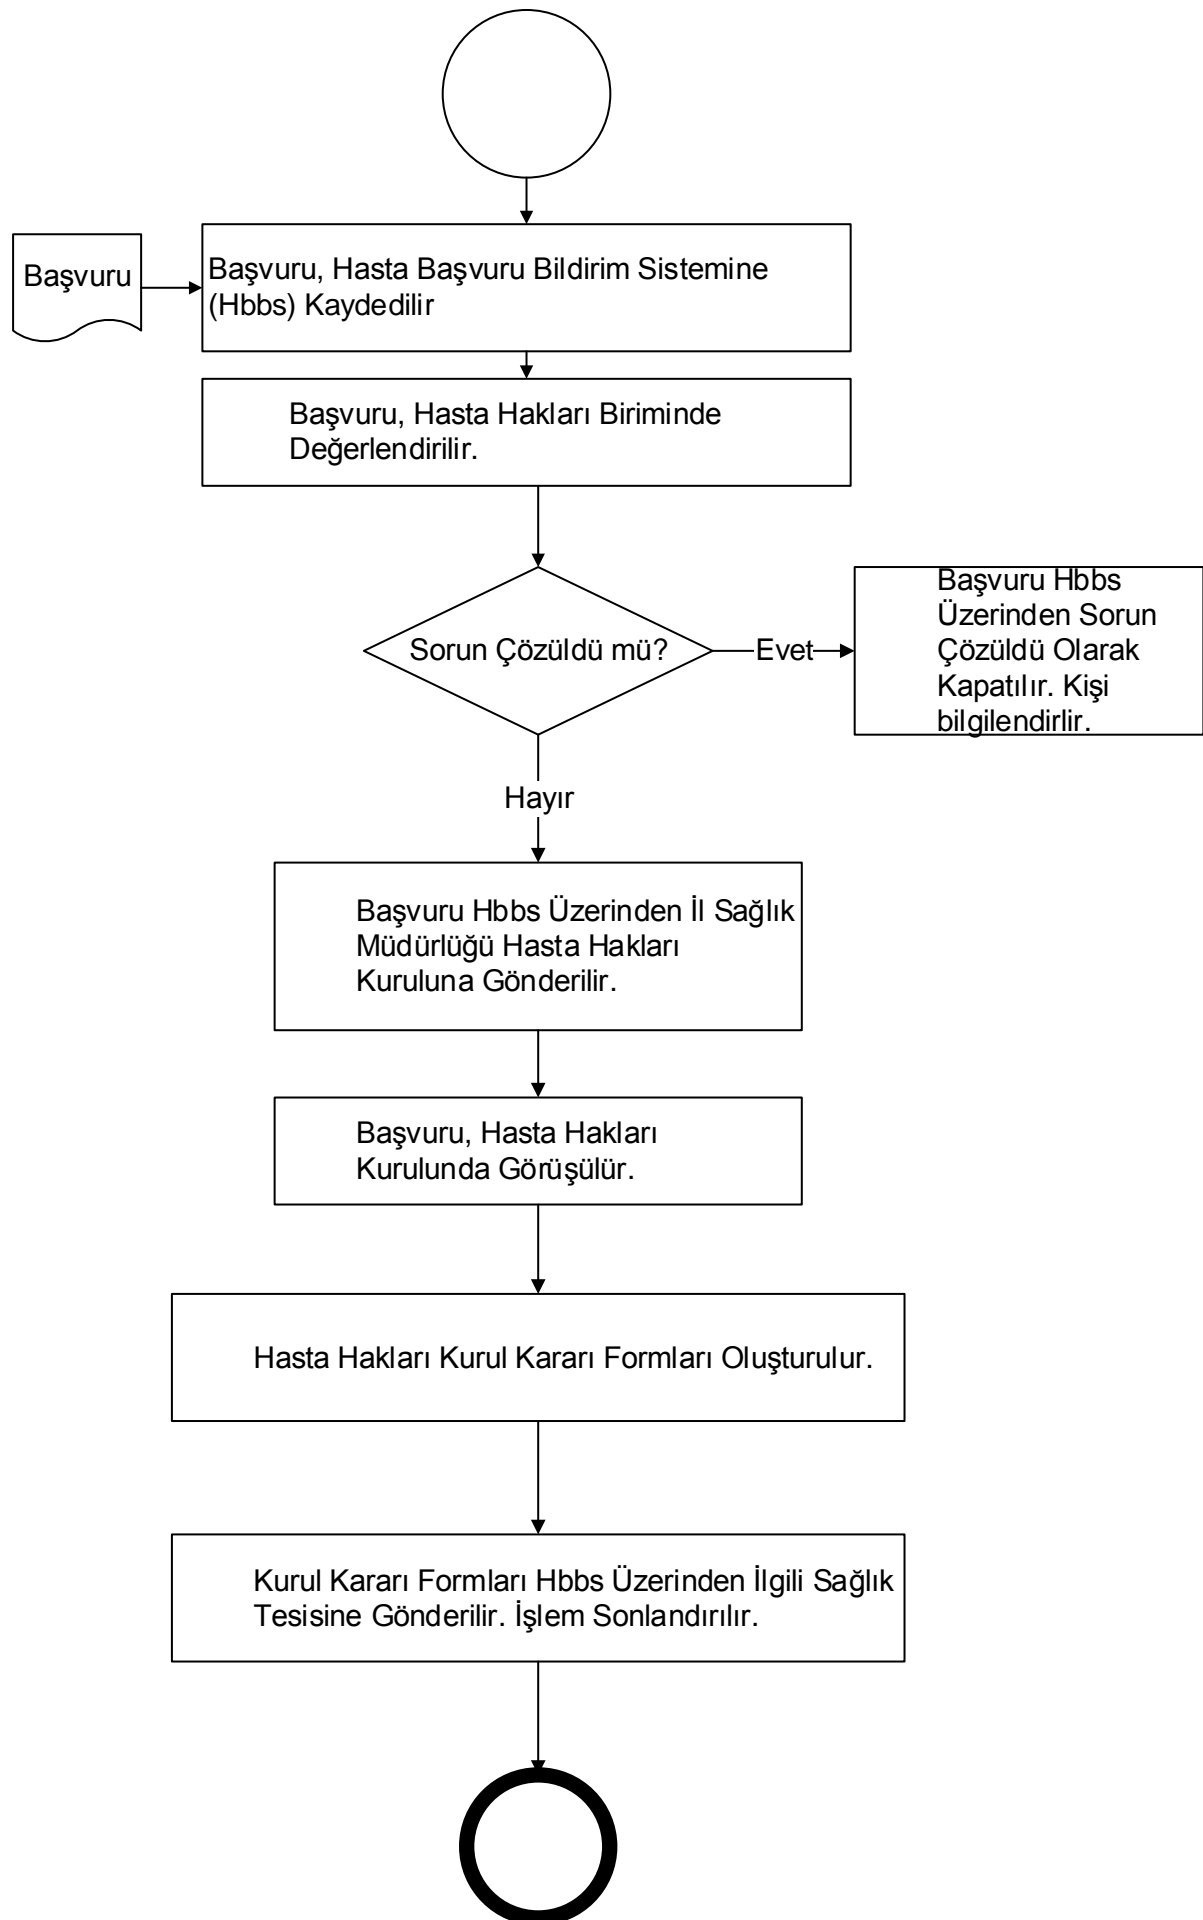 Başvuru
Başvuru, Hasta Başvuru Bildirim Sistemine
(Hbbs) Kaydedilir
Başvuru, Hasta Hakları Biriminde
Değerlendirilir.
Sorun Çözüldü mü?
Evet
Başvuru Hbbs
Üzerinden Sorun
Çözüldü Olarak
Kapatılır. Kişi
bilgilendirlir.
Hayır
Başvuru Hbbs Üzerinden İl Sağlık
Müdürlüğü Hasta Hakları
Kuruluna Gönderilir.
Başvuru, Hasta Hakları
Kurulunda Görüşülür.
Hasta Hakları Kurul Kararı Formları Oluşturulur.
Kurul Kararı Formları Hbbs Üzerinden İlgili Sağlık
Tesisine Gönderilir. İşlem Sonlandırılır.